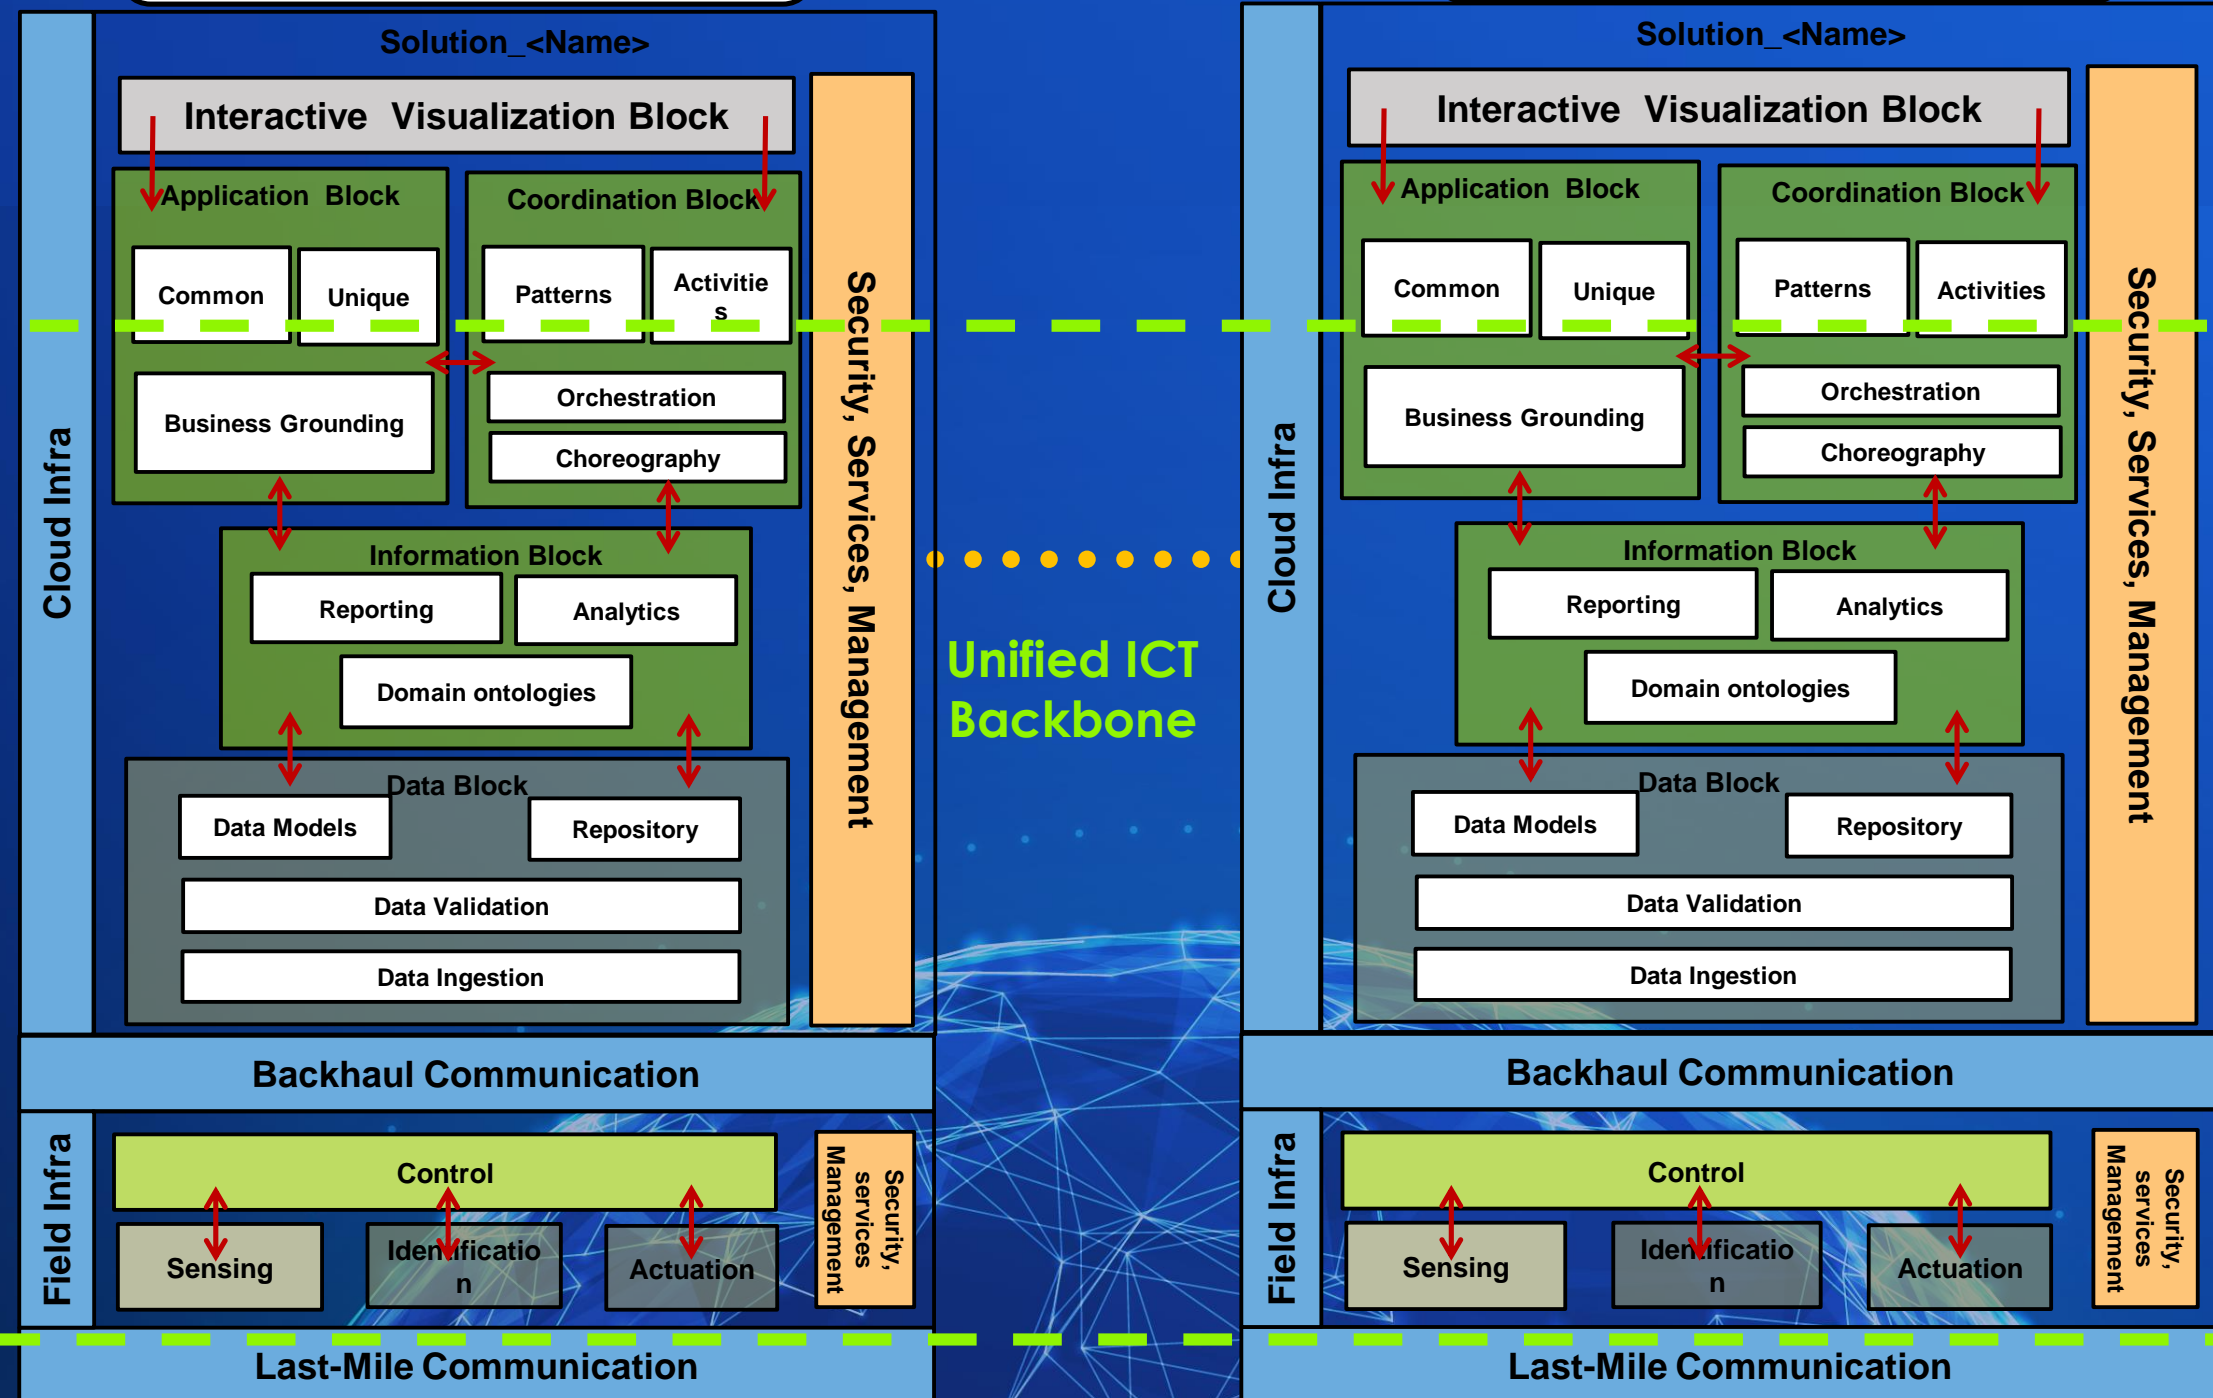 Solution_<Name>
Interactive Visualization Block
Application Block
Coordination Block
Common
Unique
Patterns
Activitie
s
Business Grounding
Orchestration
Choreography
Information Block
Reporting
Analytics
Domain ontologies
Data Block
Data Models
Repository
Data Validation
Data Ingestion
Security, Services, Management
Cloud Infra
Backhaul Communication
Field Infra
Control
Sensing
Identificatio
n
Actuation
Security,
services
Management
Last-Mile Communication
Unified ICT
Backbone
Solution_<Name>
Interactive Visualization Block
Application Block
Coordination Block
Common
Unique
Patterns
Activities
Business Grounding
Orchestration
Choreography
Information Block
Reporting
Analytics
Domain ontologies
Data Block
Data Models
Repository
Data Validation
Data Ingestion
Security, Services, Management
Cloud Infra
Backhaul Communication
Field Infra
Control
Sensing
Identificatio
n
Actuation
Security,
services
Management
Last-Mile Communication